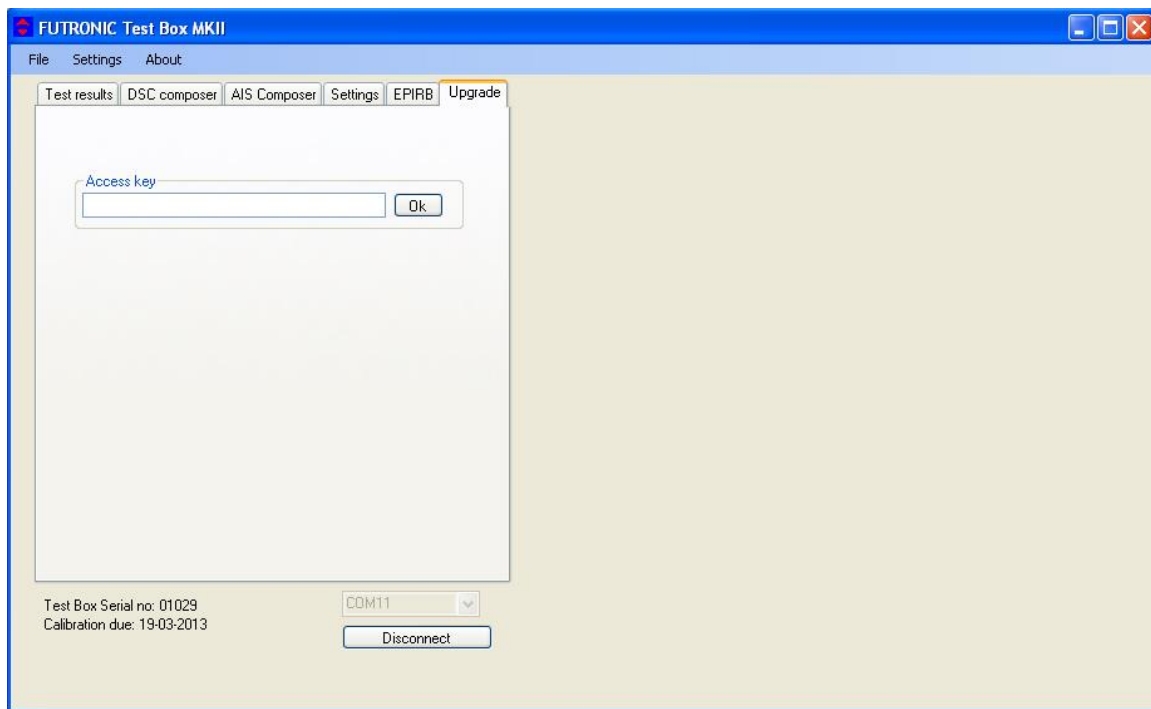 FUTRONIC Test Box MKII
File Settings About
Test results DSC composer AIS Composer Settings EPIRB Upgrade
Access key
Ok
Test Box Serial no: 01029
Calibration due: 19-03-2013
COM11
Disconnect